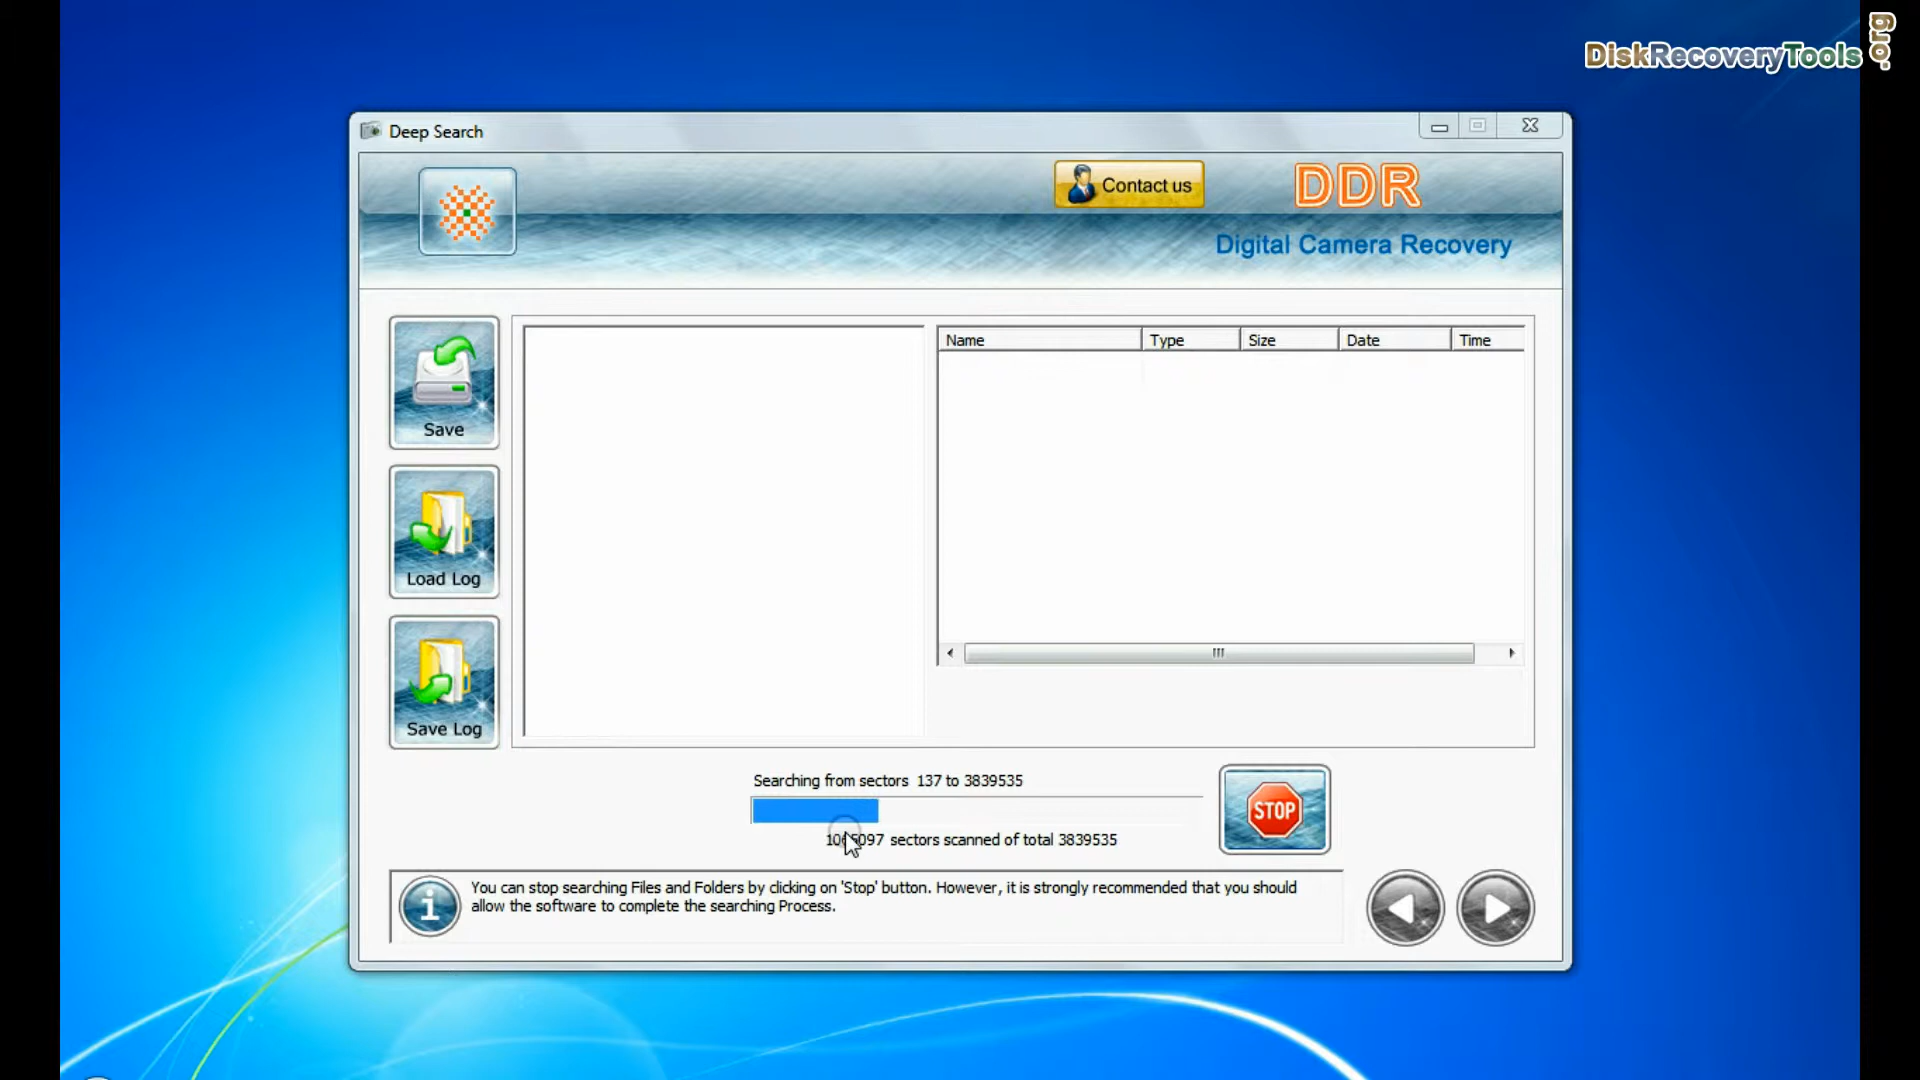 DiskRecoveryTools
.org
Deep Search
Contact us
DDR
Digital Camera Recovery
Save
Load Log
Save Log
Name Type Size Date Time
Searching from sectors 137 to 3839535
sectors scanned of total 3839535
STOP
You can stop searching Files and Folders by clicking on 'Stop' button. However, it is strongly recommended that you should
allow the software to complete the searching Process.